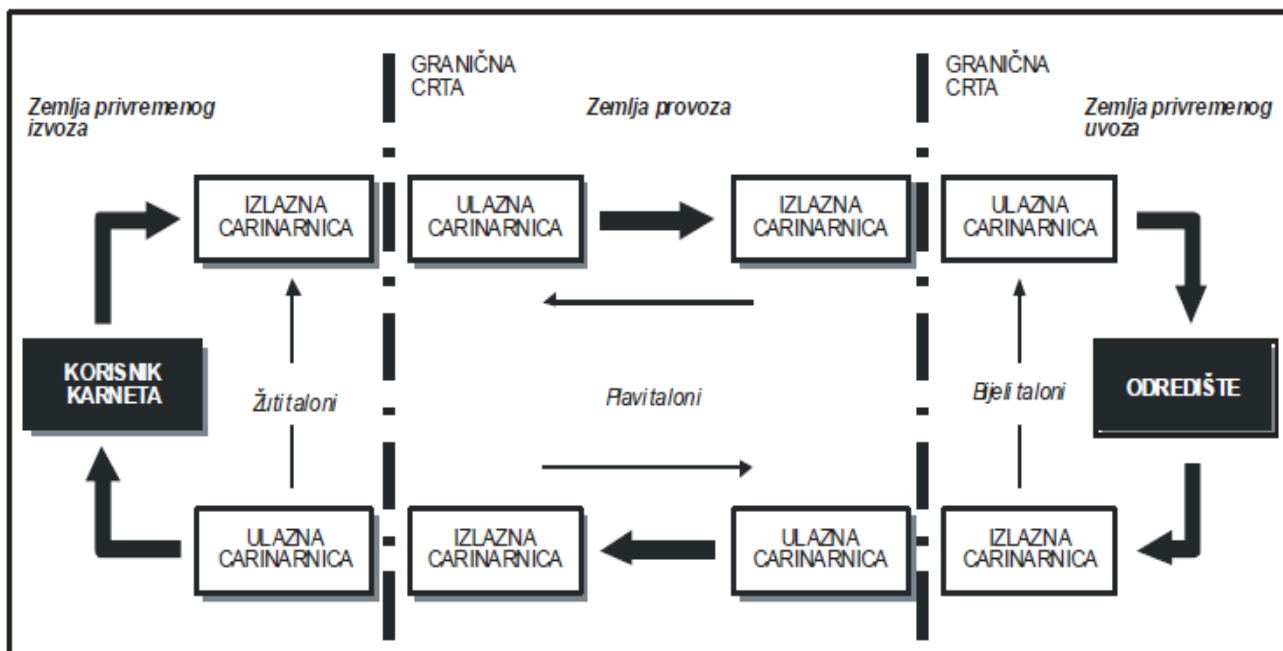 GRANIČNA
CRTA
GRANIČNA
CRTA
Zemlja privremenog
izvoza
Zemlja provoza
Zemlja privremenog
uvoza
IZLAZNA
CARINARNICA
ULAZNA
CARINARNICA
IZLAZNA
CARINARNICA
ULAZNA
CARINARNICA
KORISNIK
KARNETA
Žuti taloni
Plavi taloni
Bijeli taloni
ODREDIŠTE
ULAZNA
CARINARNICA
IZLAZNA
CARINARNICA
ULAZNA
CARINARNICA
IZLAZNA
CARINARNICA